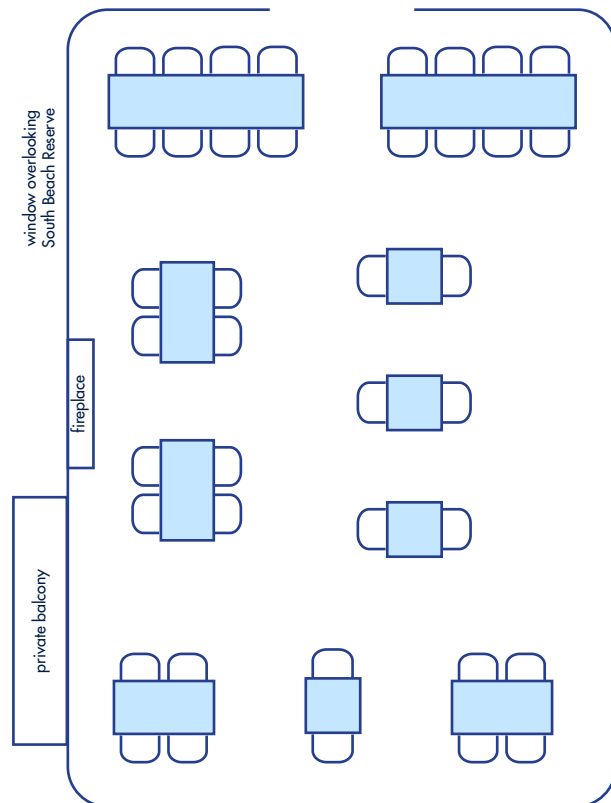 window overlooking
South Beach Reserve
fireplace
private balcony